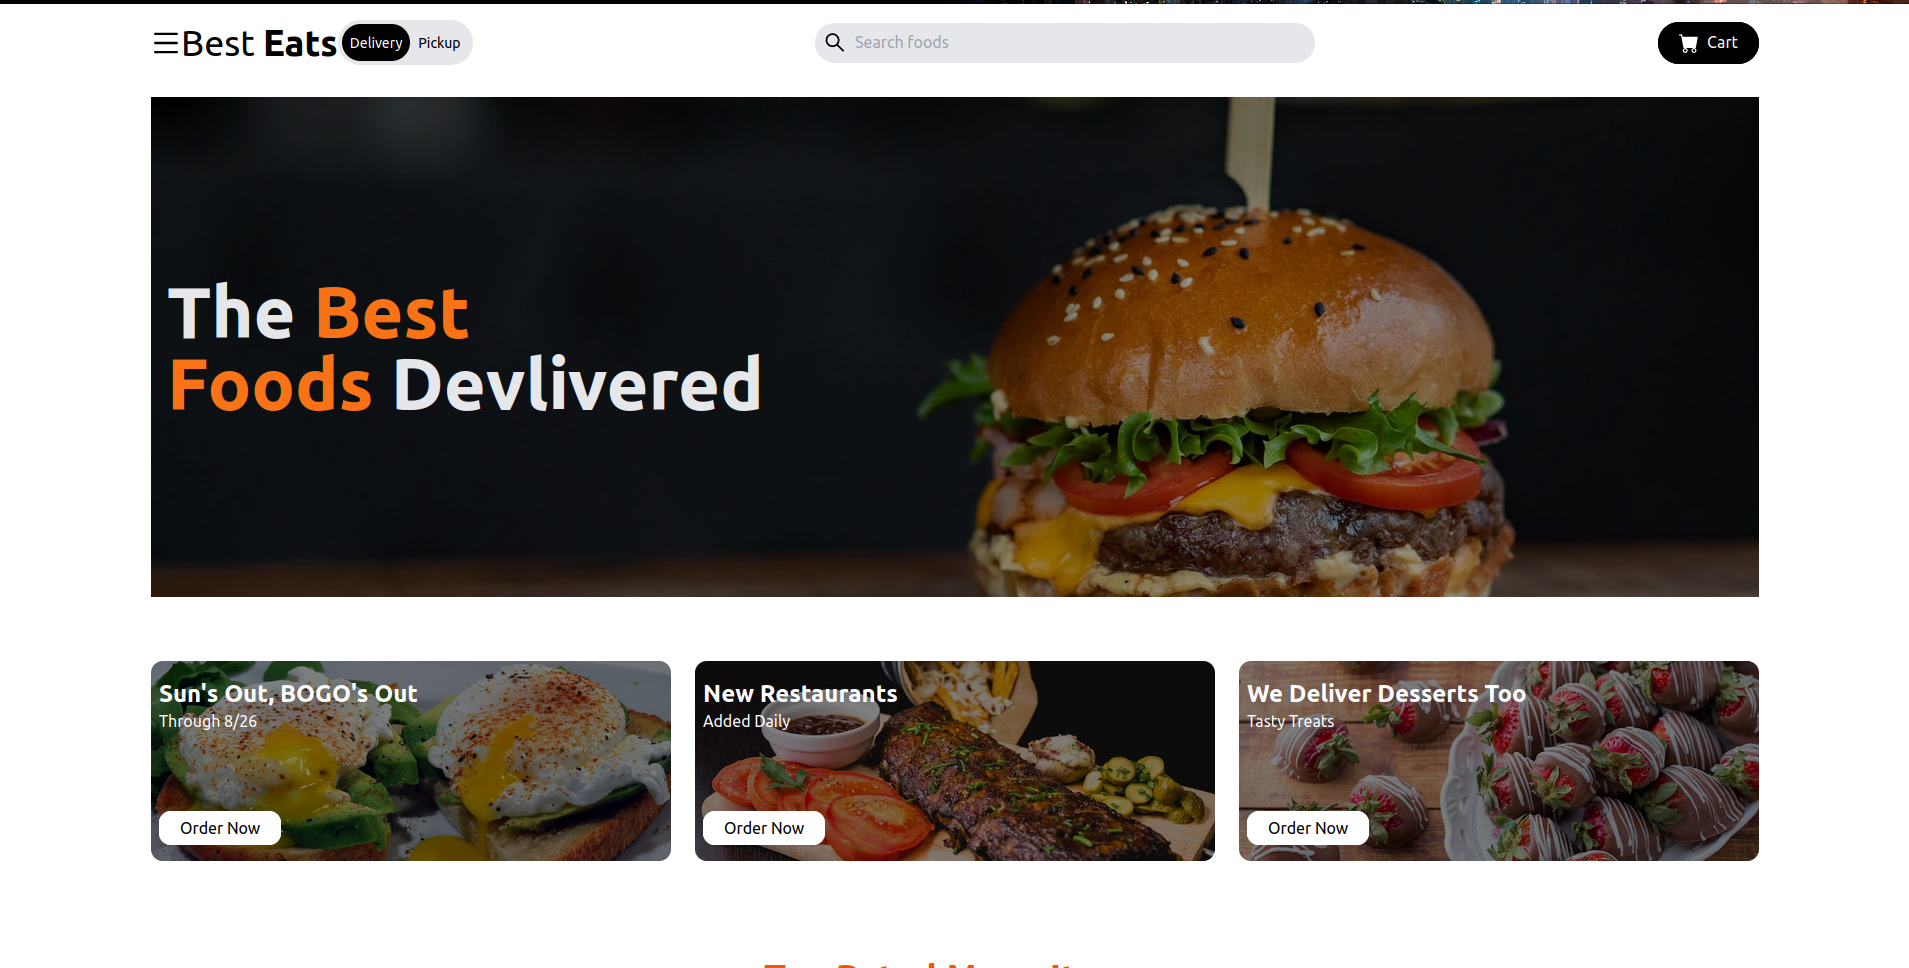 Best Eats
Delivery Pickup
Search foods
Cart
The Best
Foods Devlivered
Sun's Out, BOGO's Out
Through 8/26
Order Now
New Restaurants
Added Daily
Order Now
We Deliver Desserts Too
Tasty Treats
Order Now